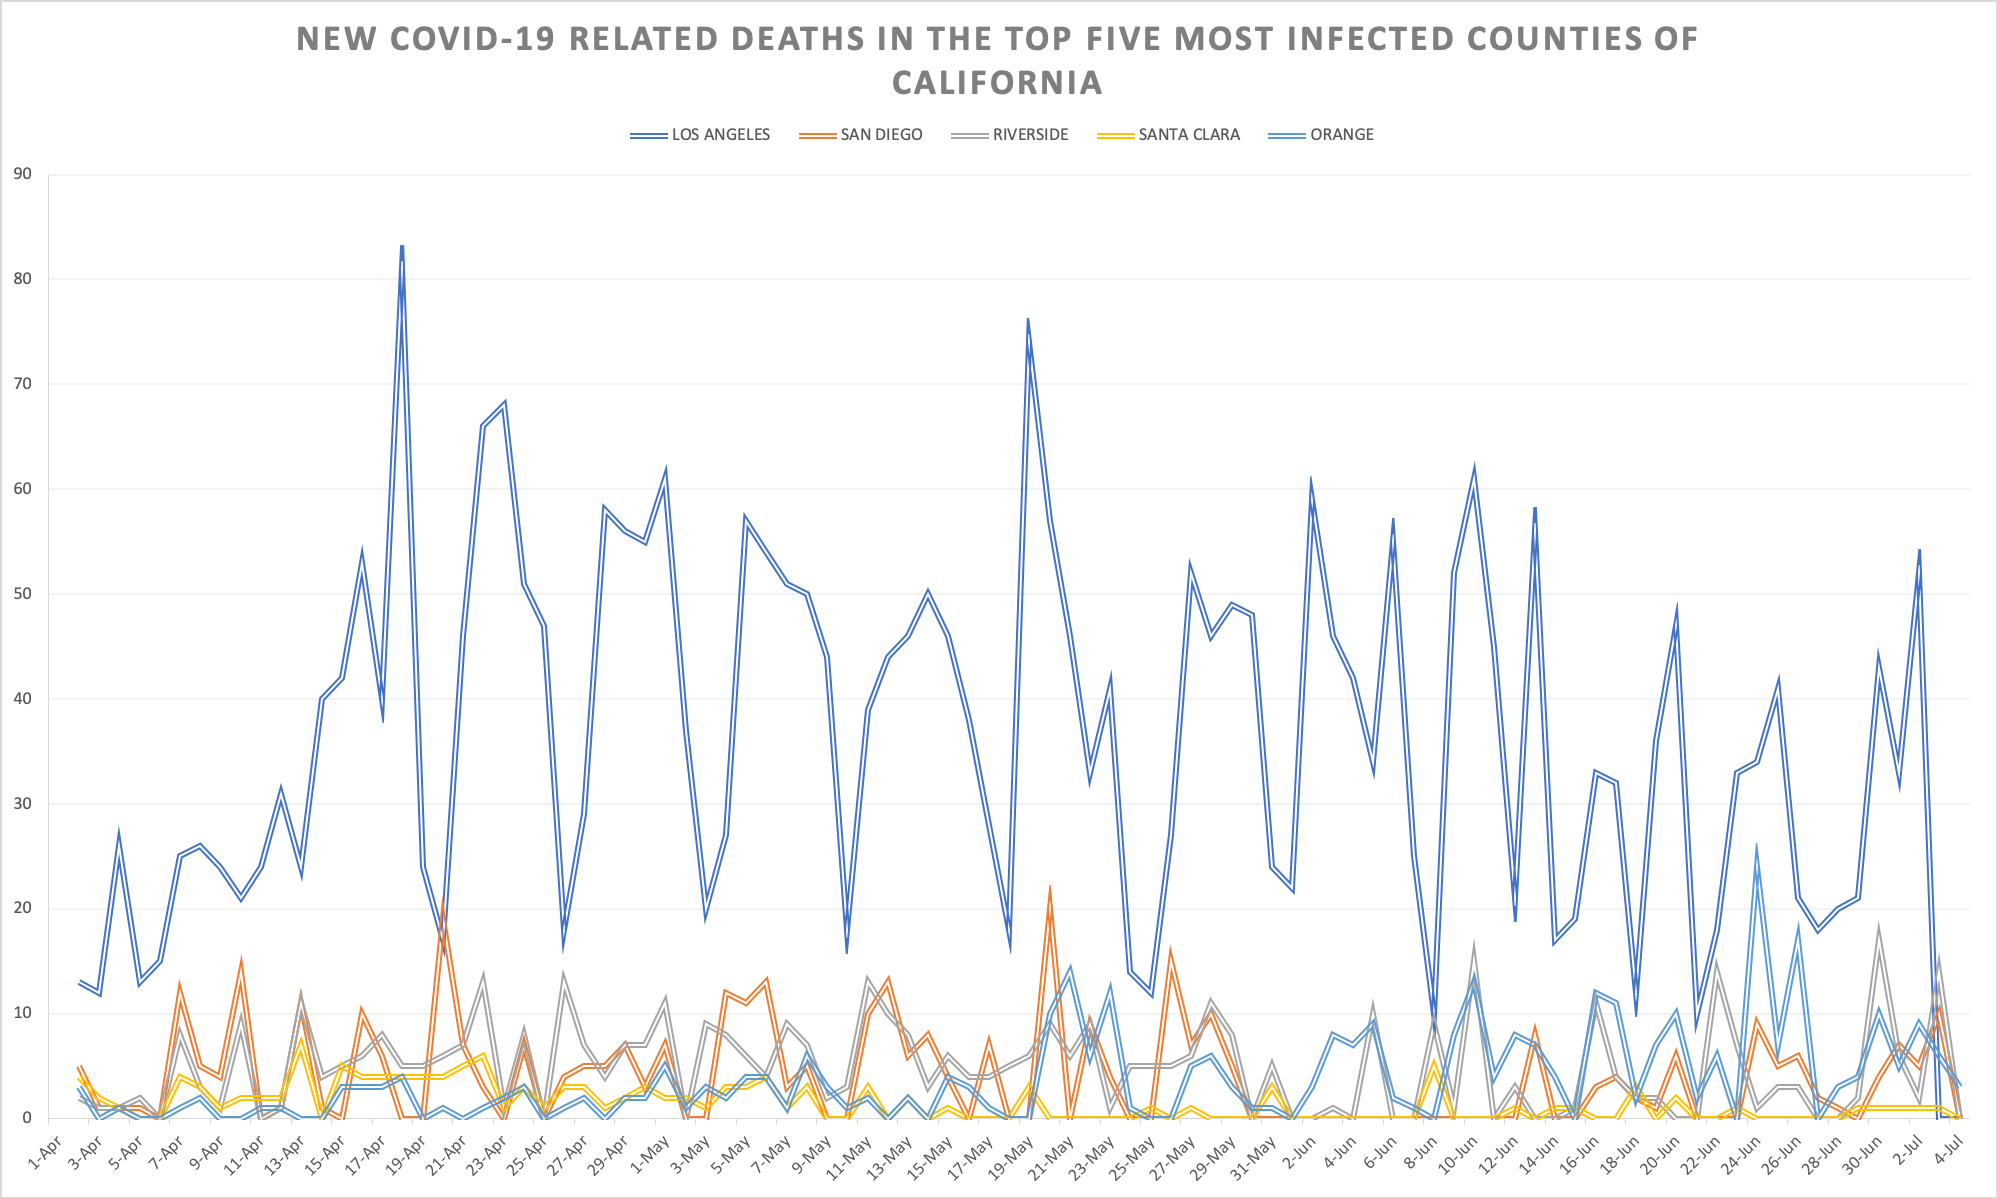 NEW COVID-19 RELATED DEATHS IN THE TOP FIVE MOST INFECTED COUNTIES OF
CALIFORNIA
LOS ANGELES SAN DIEGO RIVERSIDE SANTA CLARA ORANGE
90
80
70
60
50
40
30
20
10
0
1-Apr 3-Apr 5-Apr 7-Apr 9-Apr 11-Apr 13-Apr 15-Apr 17-Apr 19-Apr 21-Apr 23-Apr 25-Apr 27-Apr 29-Apr 1-May 3-May 5-May 7-May 9-May 11-May 13-May 15-May 17-May 19-May 21-May 23-May 25-May 27-May 29-May 31-May 2-Jun 4-Jun 6-Jun 8-Jun 10-Jun 12-Jun 14-Jun 16-Jun 18-Jun 20-Jun 22-Jun 24-Jun 26-Jun 28-Jun 30-Jun 2-Jul 4-Jul